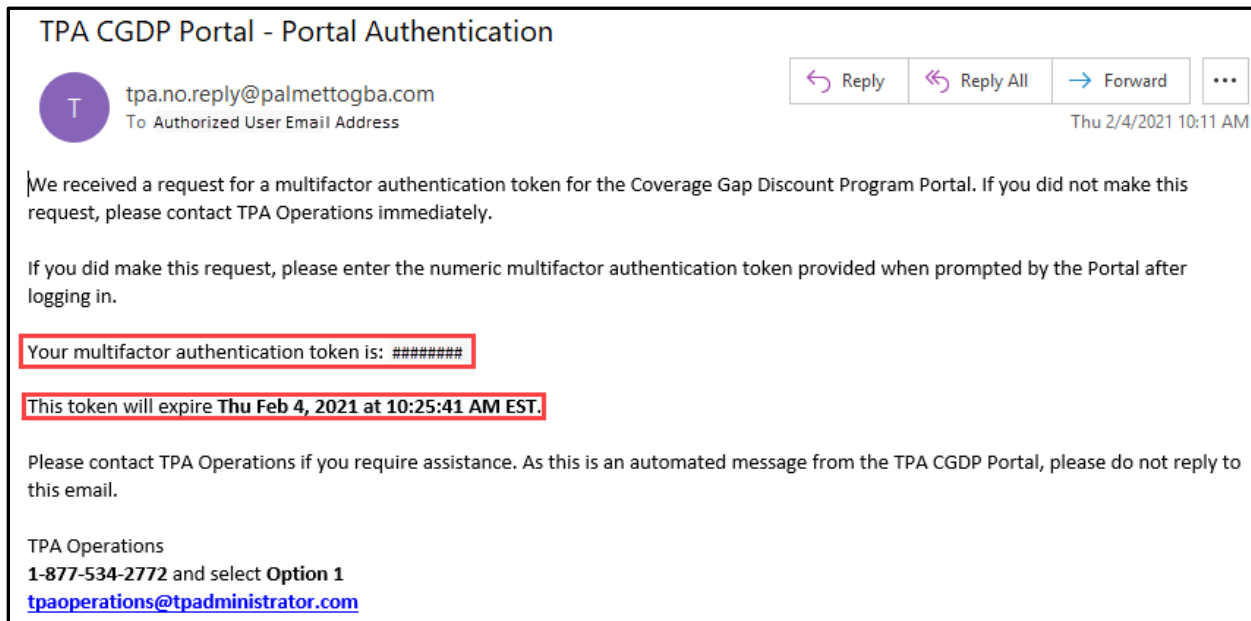 TPA CGDP Portal - Portal Authentication
T
tpa.no.reply@palmettogba.com
To Authorized User Email Address
Reply
Reply All
Forward
...
Thu 2/4/2021 10:11 AM
We received a request for a multifactor authentication token for the Coverage Gap Discount Program Portal. If you did not make this
request, please contact TPA Operations immediately.
If you did make this request, please enter the numeric multifactor authentication token provided when prompted by the Portal after
logging in.
Your multifactor authentication token is: ########
This token will expire Thu Feb 4, 2021 at 10:25:41 AM EST.
Please contact TPA Operations if you require assistance. As this is an automated message from the TPA CGDP Portal, please do not reply to
this email.
TPA Operations
1-877-534-2772 and select Option 1
tpaoperations@tpadministrator.com